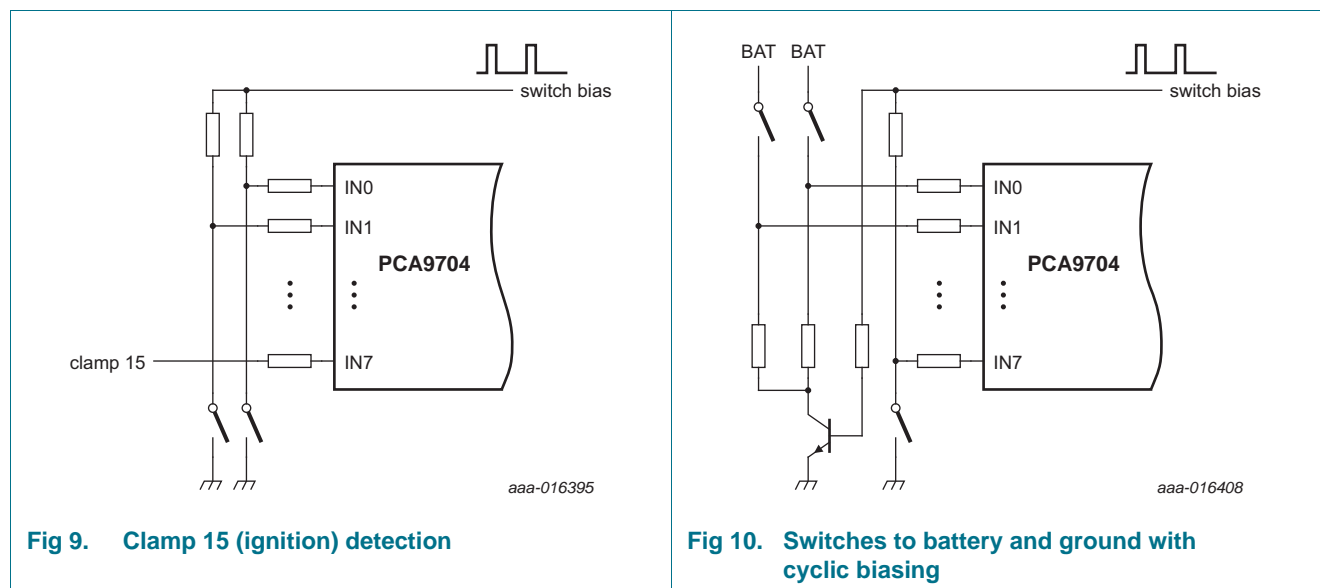 switch bias
IN0
IN1
PCA9704
clamp 15
IN7
aaa-016395
Fig 9. Clamp 15 (ignition) detection
BAT BAT
switch bias
IN0
IN1
PCA9704
IN7
aaa-016408
Fig 10. Switches to battery and ground with
cyclic biasing